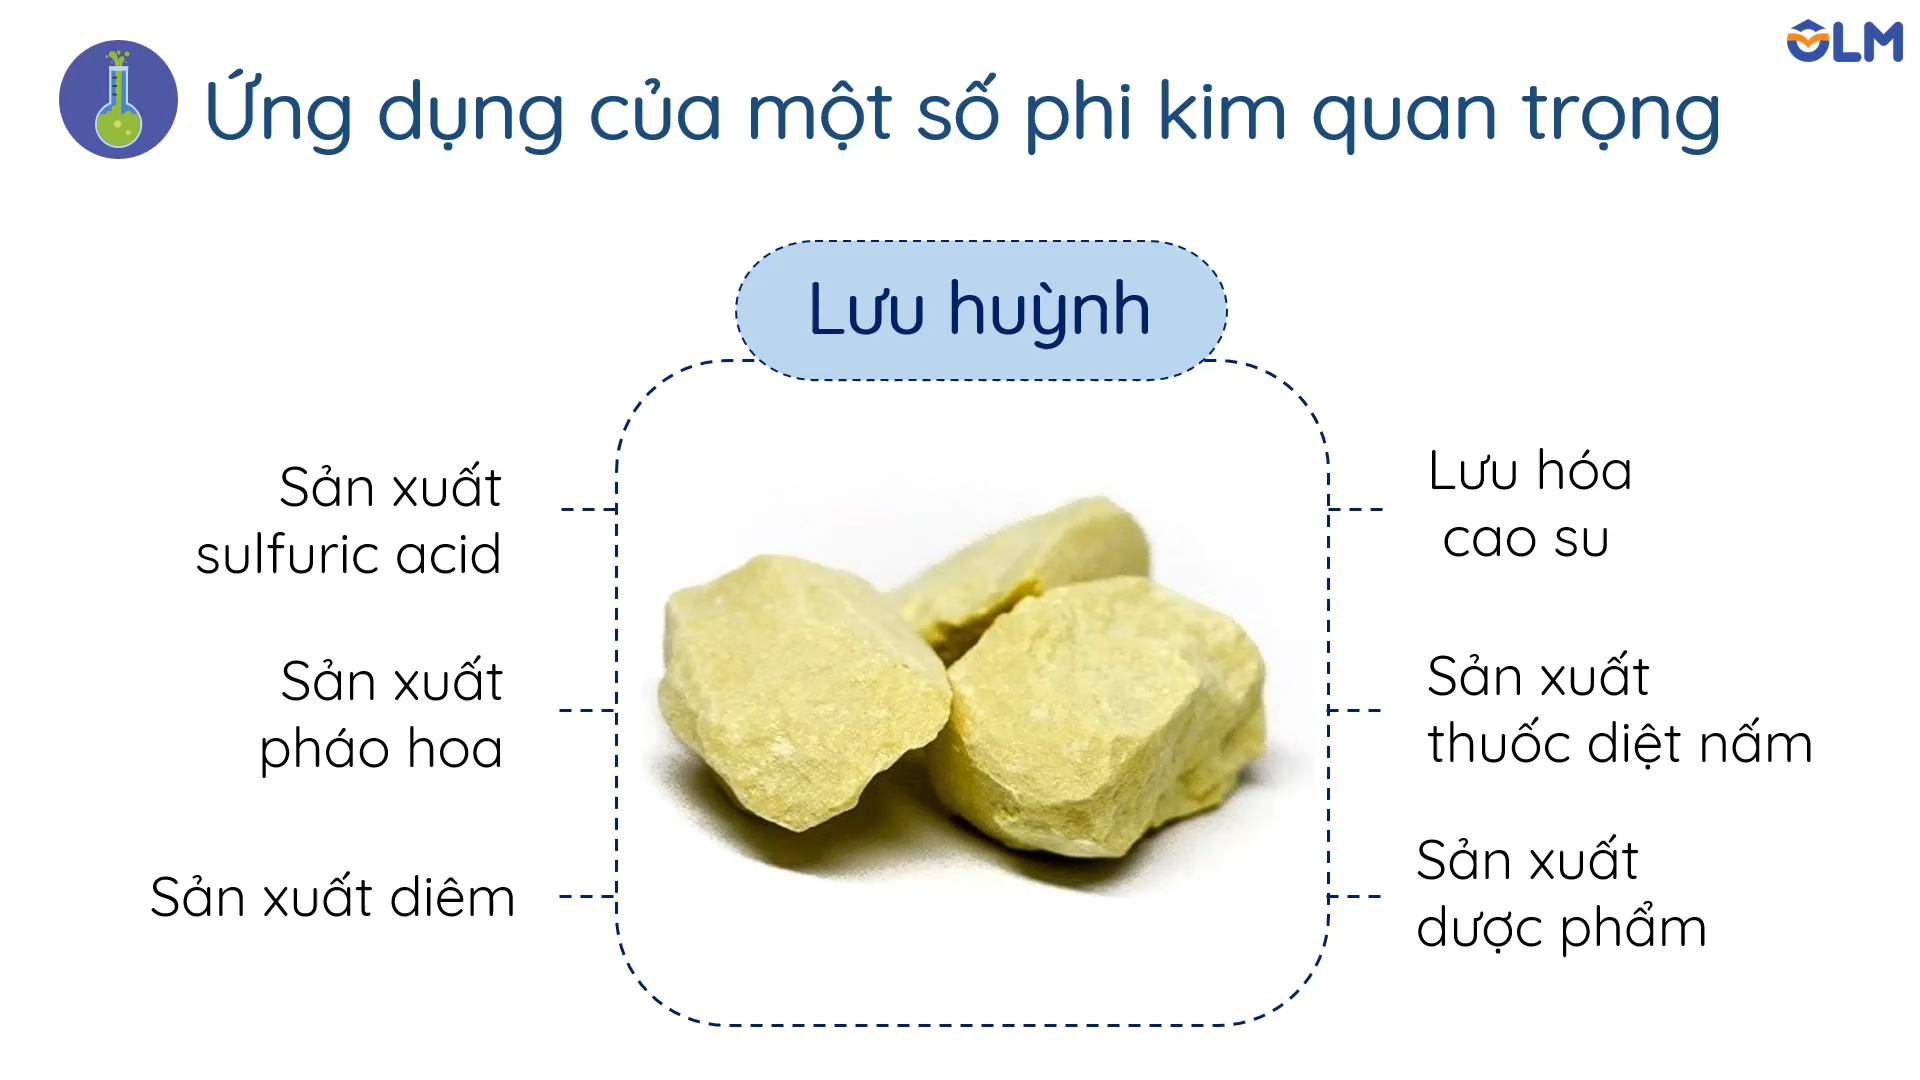 OLM
Ứng dụng của một số phi kim quan trọng
Lưu huỳnh
Sản xuất
sulfuric acid
Sản xuất
pháo hoa
Sản xuất diêm
Lưu hóa
cao su
Sản xuất
thuốc diệt nấm
Sản xuất
dược phẩm